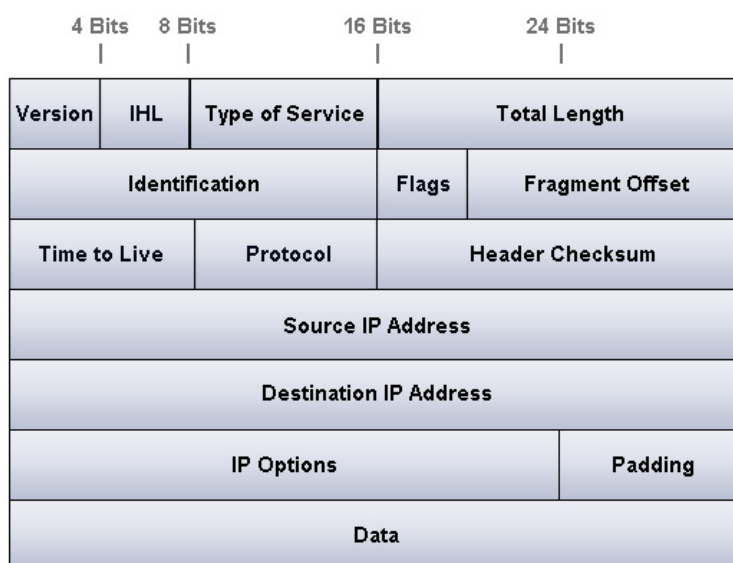 4 Bits 8 Bits 16 Bits 24 Bits
Version IHL Type of Service Total Length
Identification Flags Fragment Offset
Time to Live Protocol Header Checksum
Source IP Address
Destination IP Address
IP Options Padding
Data